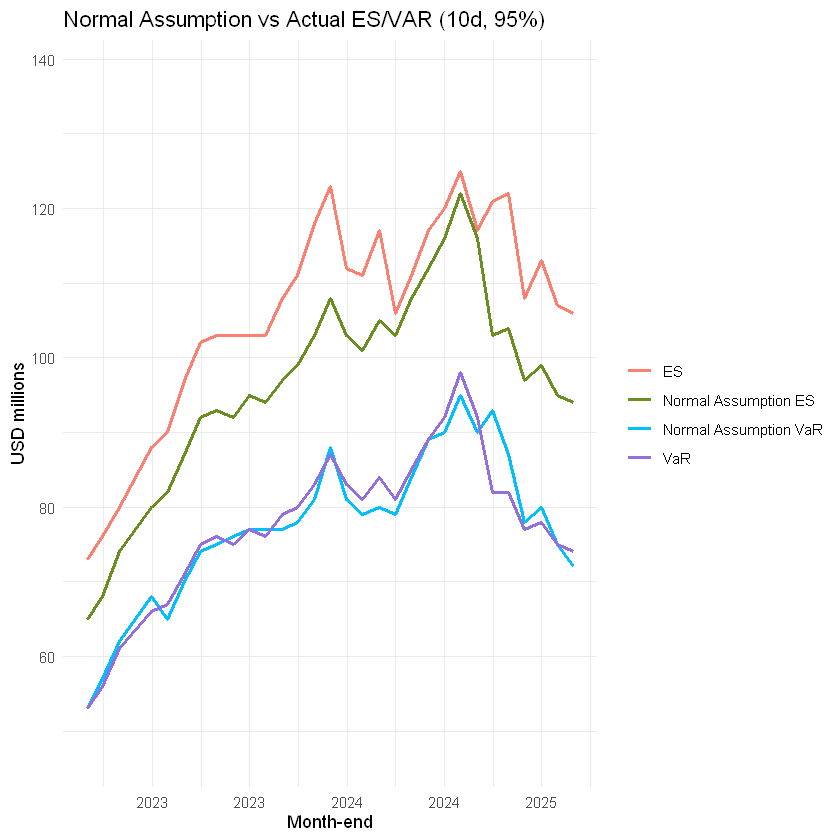 Normal Assumption vs Actual ES/VAR (10d, 95%)
140
120
100
80
60
USD millions
2023
2023
2024
2024
2025
Month-end
ES
Normal Assumption ES
Normal Assumption VaR
VaR